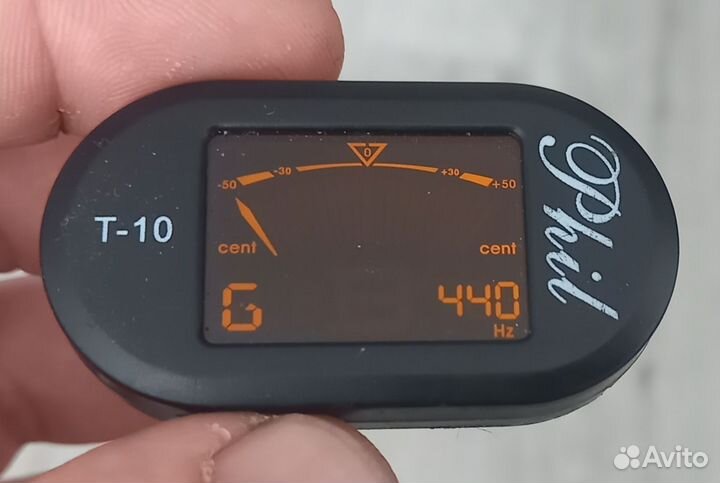 0
-50 -30 +30 +50
T-10
cent cent
G 440
Hz
Phil
Avito